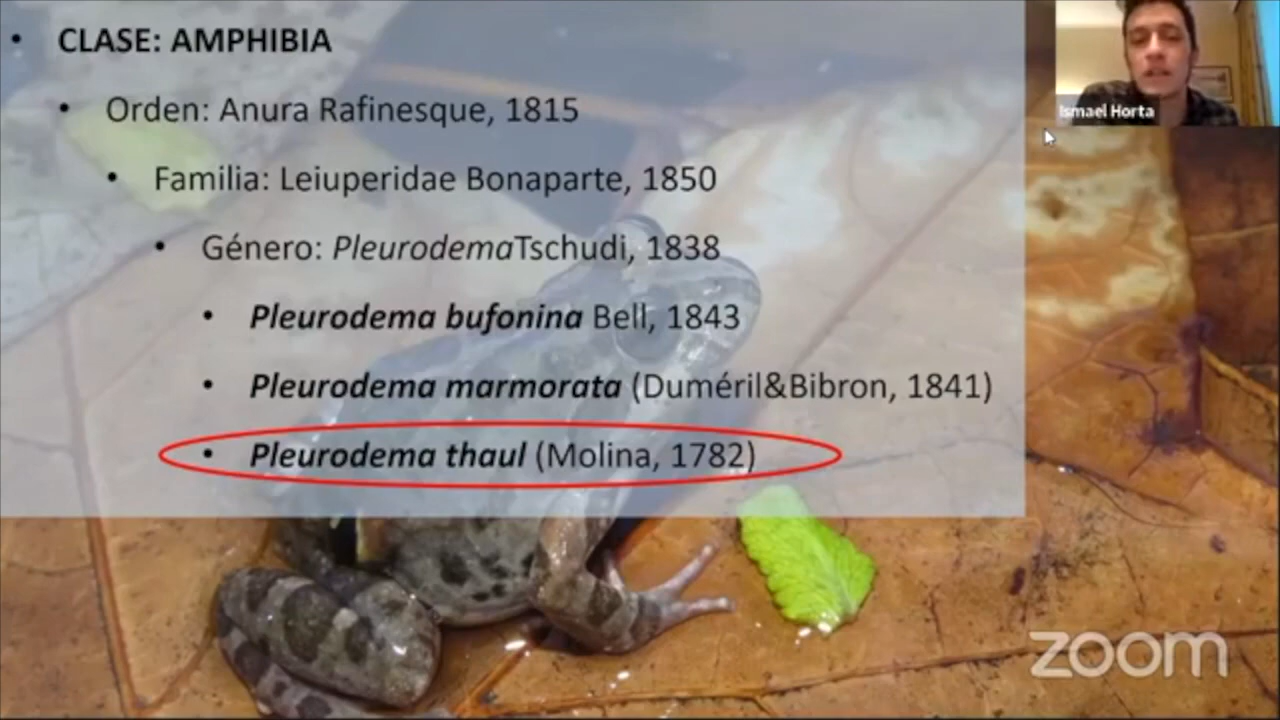 • CLASE: AMPHIBIA
• Orden: Anura Rafinesque, 1815
• Familia: Leiuperidae Bonaparte, 1850
• Género: PleurodemaTschudi, 1838
• Pleurodema bufonina Bell, 1843
• Pleurodema marmorata (Duméril&Bibron, 1841)
• Pleurodema thaul (Molina, 1782)
Ismael Horta
zoom